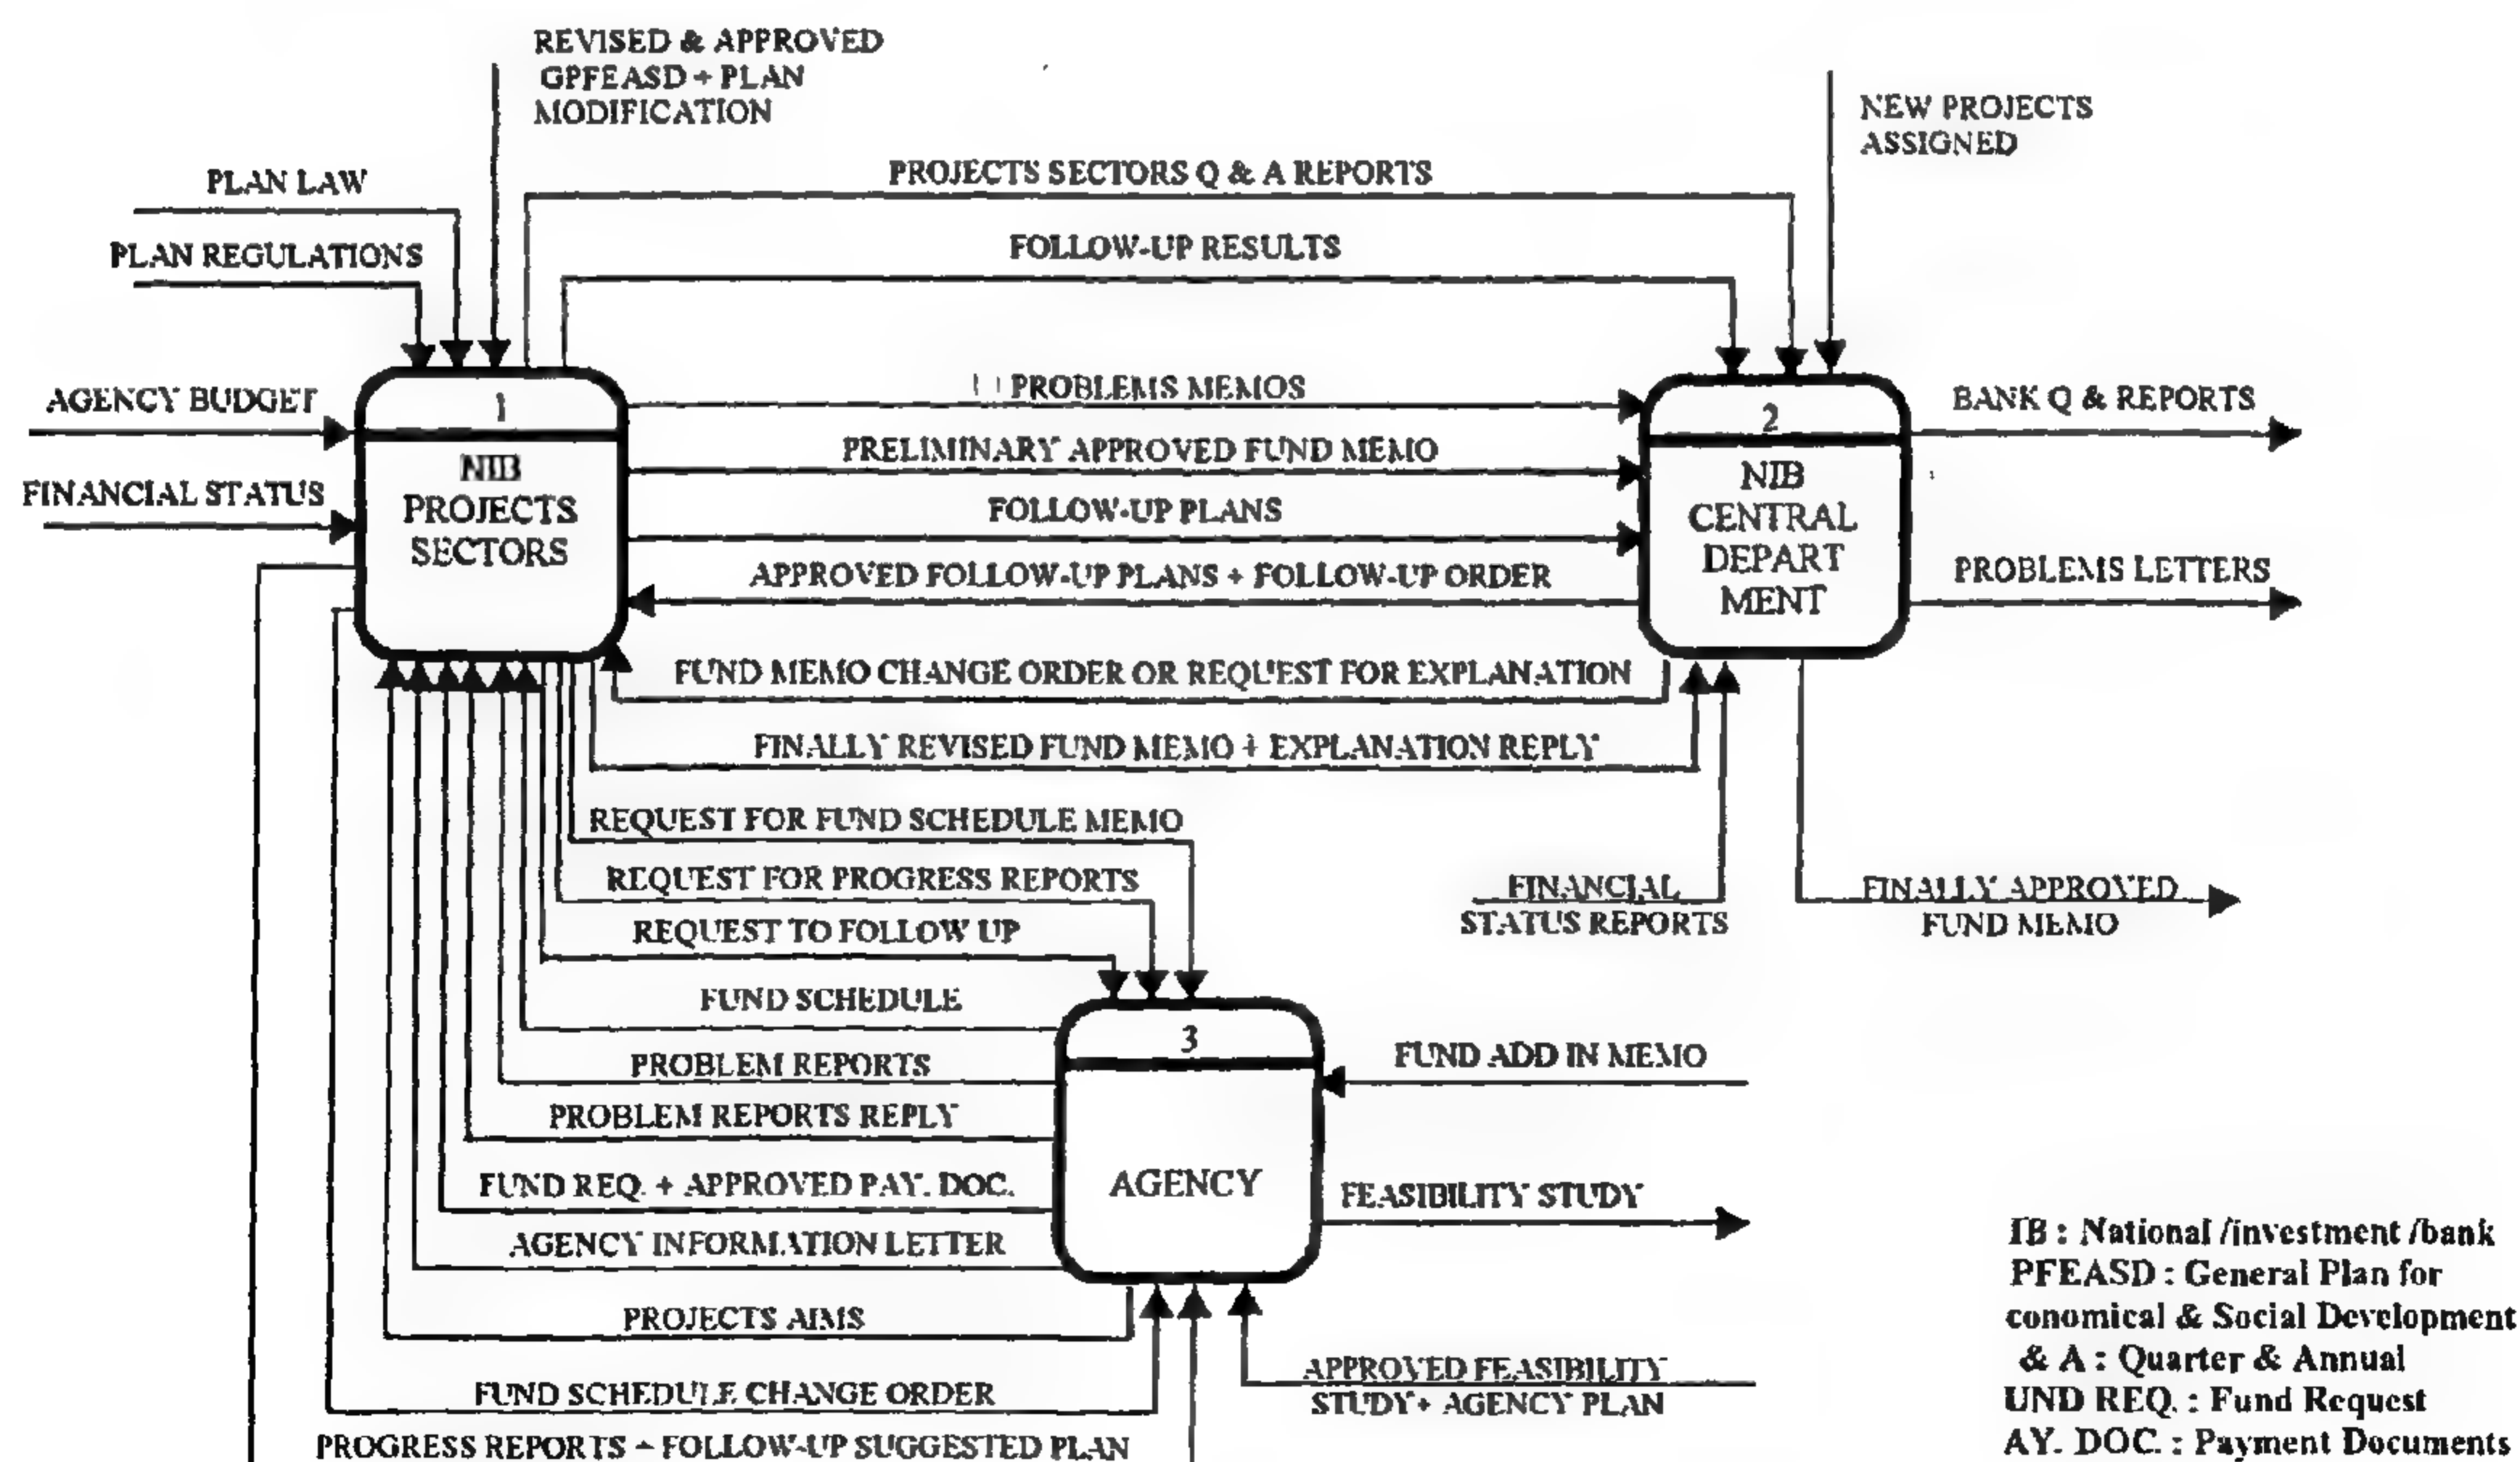 REVISED & APPROVED
GPFEASD + PLAN
MODIFICATION
NEW PROJECTS
ASSIGNED
PLAN LAW
PROJECTS SECTORS Q & A REPORTS
PLAN REGULATIONS
FOLLOW-UP RESULTS
AGENCY BUDGET
1
PROBLEMS MEMOS
2
BANK Q & REPORTS
PRELIMINARY APPROVED FUND MEMO
FINANCIAL STATUS
NIB
PROJECTS
SECTORS
FOLLOW-UP PLANS
NIB
CENTRAL
DEPART
MENT
APPROVED FOLLOW-UP PLANS + FOLLOW-UP ORDER
PROBLEMS LETTERS
FUND MEMO CHANGE ORDER OR REQUEST FOR EXPLANATION
FINALLY REVISED FUND MEMO + EXPLANATION REPLY
REQUEST FOR FUND SCHEDULE MEMO
REQUEST FOR PROGRESS REPORTS
REQUEST TO FOLLOW UP
FINANCIAL
STATUS REPORTS
FINALLY APPROVED
FUND MEMO
FUND SCHEDULE
3
PROBLEM REPORTS
FUND ADD IN MEMO
PROBLEM REPORTS REPLY
FUND REQ. + APPROVED PAY. DOC.
AGENCY
FEASIBILITY STUDY
AGENCY INFORMATION LETTER
PROJECTS AIMS
APPROVED FEASIBILITY
STUDY+ AGENCY PLAN
FUND SCHEDULE CHANGE ORDER
PROGRESS REPORTS + FOLLOW-UP SUGGESTED PLAN
IB : National /investment /bank
PFEASD : General Plan for
conomical & Social Development
& A : Quarter & Annual
UND REQ. : Fund Request
AY. DOC. : Payment Documents